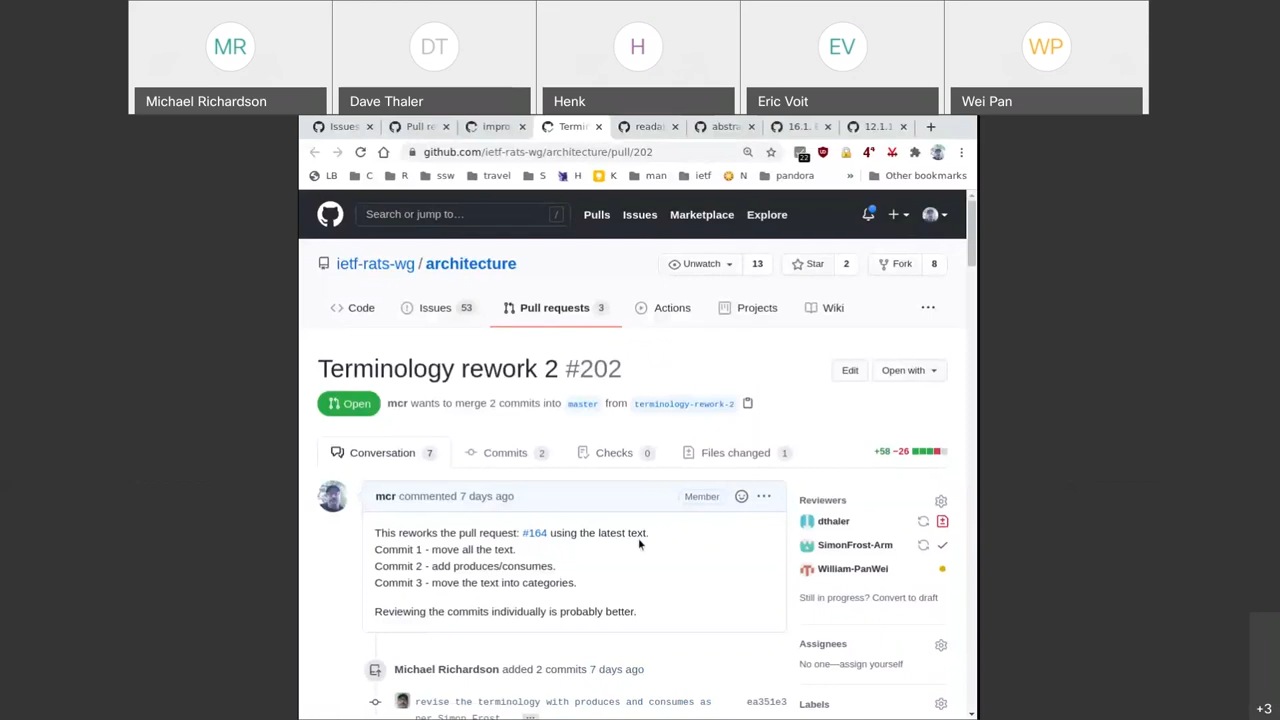 MR DT H EV WP
Michael Richardson Dave Thaler Henk Eric Voit Wei Pan
Issues Pull re impro Termin reada abstra 16.1. 12.1.1
github.com/ietf-rats-wg/architecture/pull/202 22
LB C R ssw travel S H K man ietf N pandora » Other bookmarks
Search or jump to… / Pulls Issues Marketplace Explore
ietf-rats-wg / architecture Unwatch 13 Star 2 Fork 8
Code Issues 53 Pull requests 3 Actions Projects Wiki
Terminology rework 2 #202 Edit Open with
Open mcr wants to merge 2 commits into master from terminology-rework-2
Conversation 7 Commits 2 Checks 0 Files changed 1 +58 −26
mcr commented 7 days ago Member
This reworks the pull request: #164 using the latest text.
Commit 1 - move all the text.
Commit 2 - add produces/consumes.
Commit 3 - move the text into categories.
Reviewing the commits individually is probably better.
Reviewers
dthaler
SimonFrost-Arm
William-PanWei
Still in progress? Convert to draft
Assignees
No one—assign yourself
Labels
Michael Richardson added 2 commits 7 days ago
revise the terminology with produces and consumes as ea351e3
per Simon Frost
+3